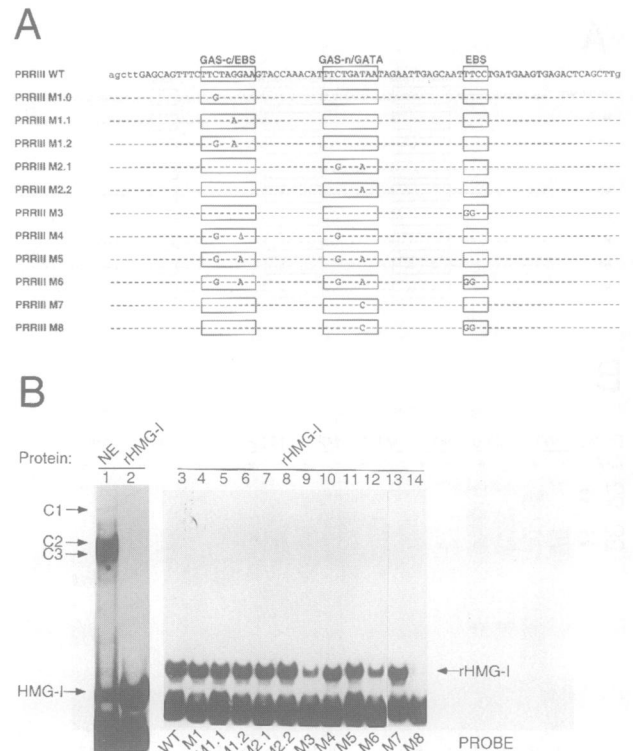 A
GAS-c/EBS GAS-n/GATA EBS
PRRIII WT agcttGAGCAGTTTCTTCTAGGAAGTACCAAACATTTCTGATAATAGAATTGAGCAATTTCCTGATGAAGTGAGACTCAGCTTg
PRRIII M1.0 --G-----
PRRIII M1.1 -----A---
PRRIII M1.2 --G--A---
PRRIII M2.1 --G---A--
PRRIII M2.2 ------A--
PRRIII M3 GG--
PRRIII M4 --G---A-- --G------
PRRIII M5 --G--A--- --G---A--
PRRIII M6 --G--A--- --G---A-- GG--
PRRIII M7 ------C--
PRRIII M8 ------C-- GG--
B
Protein: NE rHMG-I rHMG-I
1 2 3 4 5 6 7 8 9 10 11 12 13 14
C1
C2
C3
HMG-I
rHMG-I
WT M1 M1.1 M1.2 M2.1 M2.2 M3 M4 M5 M6 M7 M8 PROBE